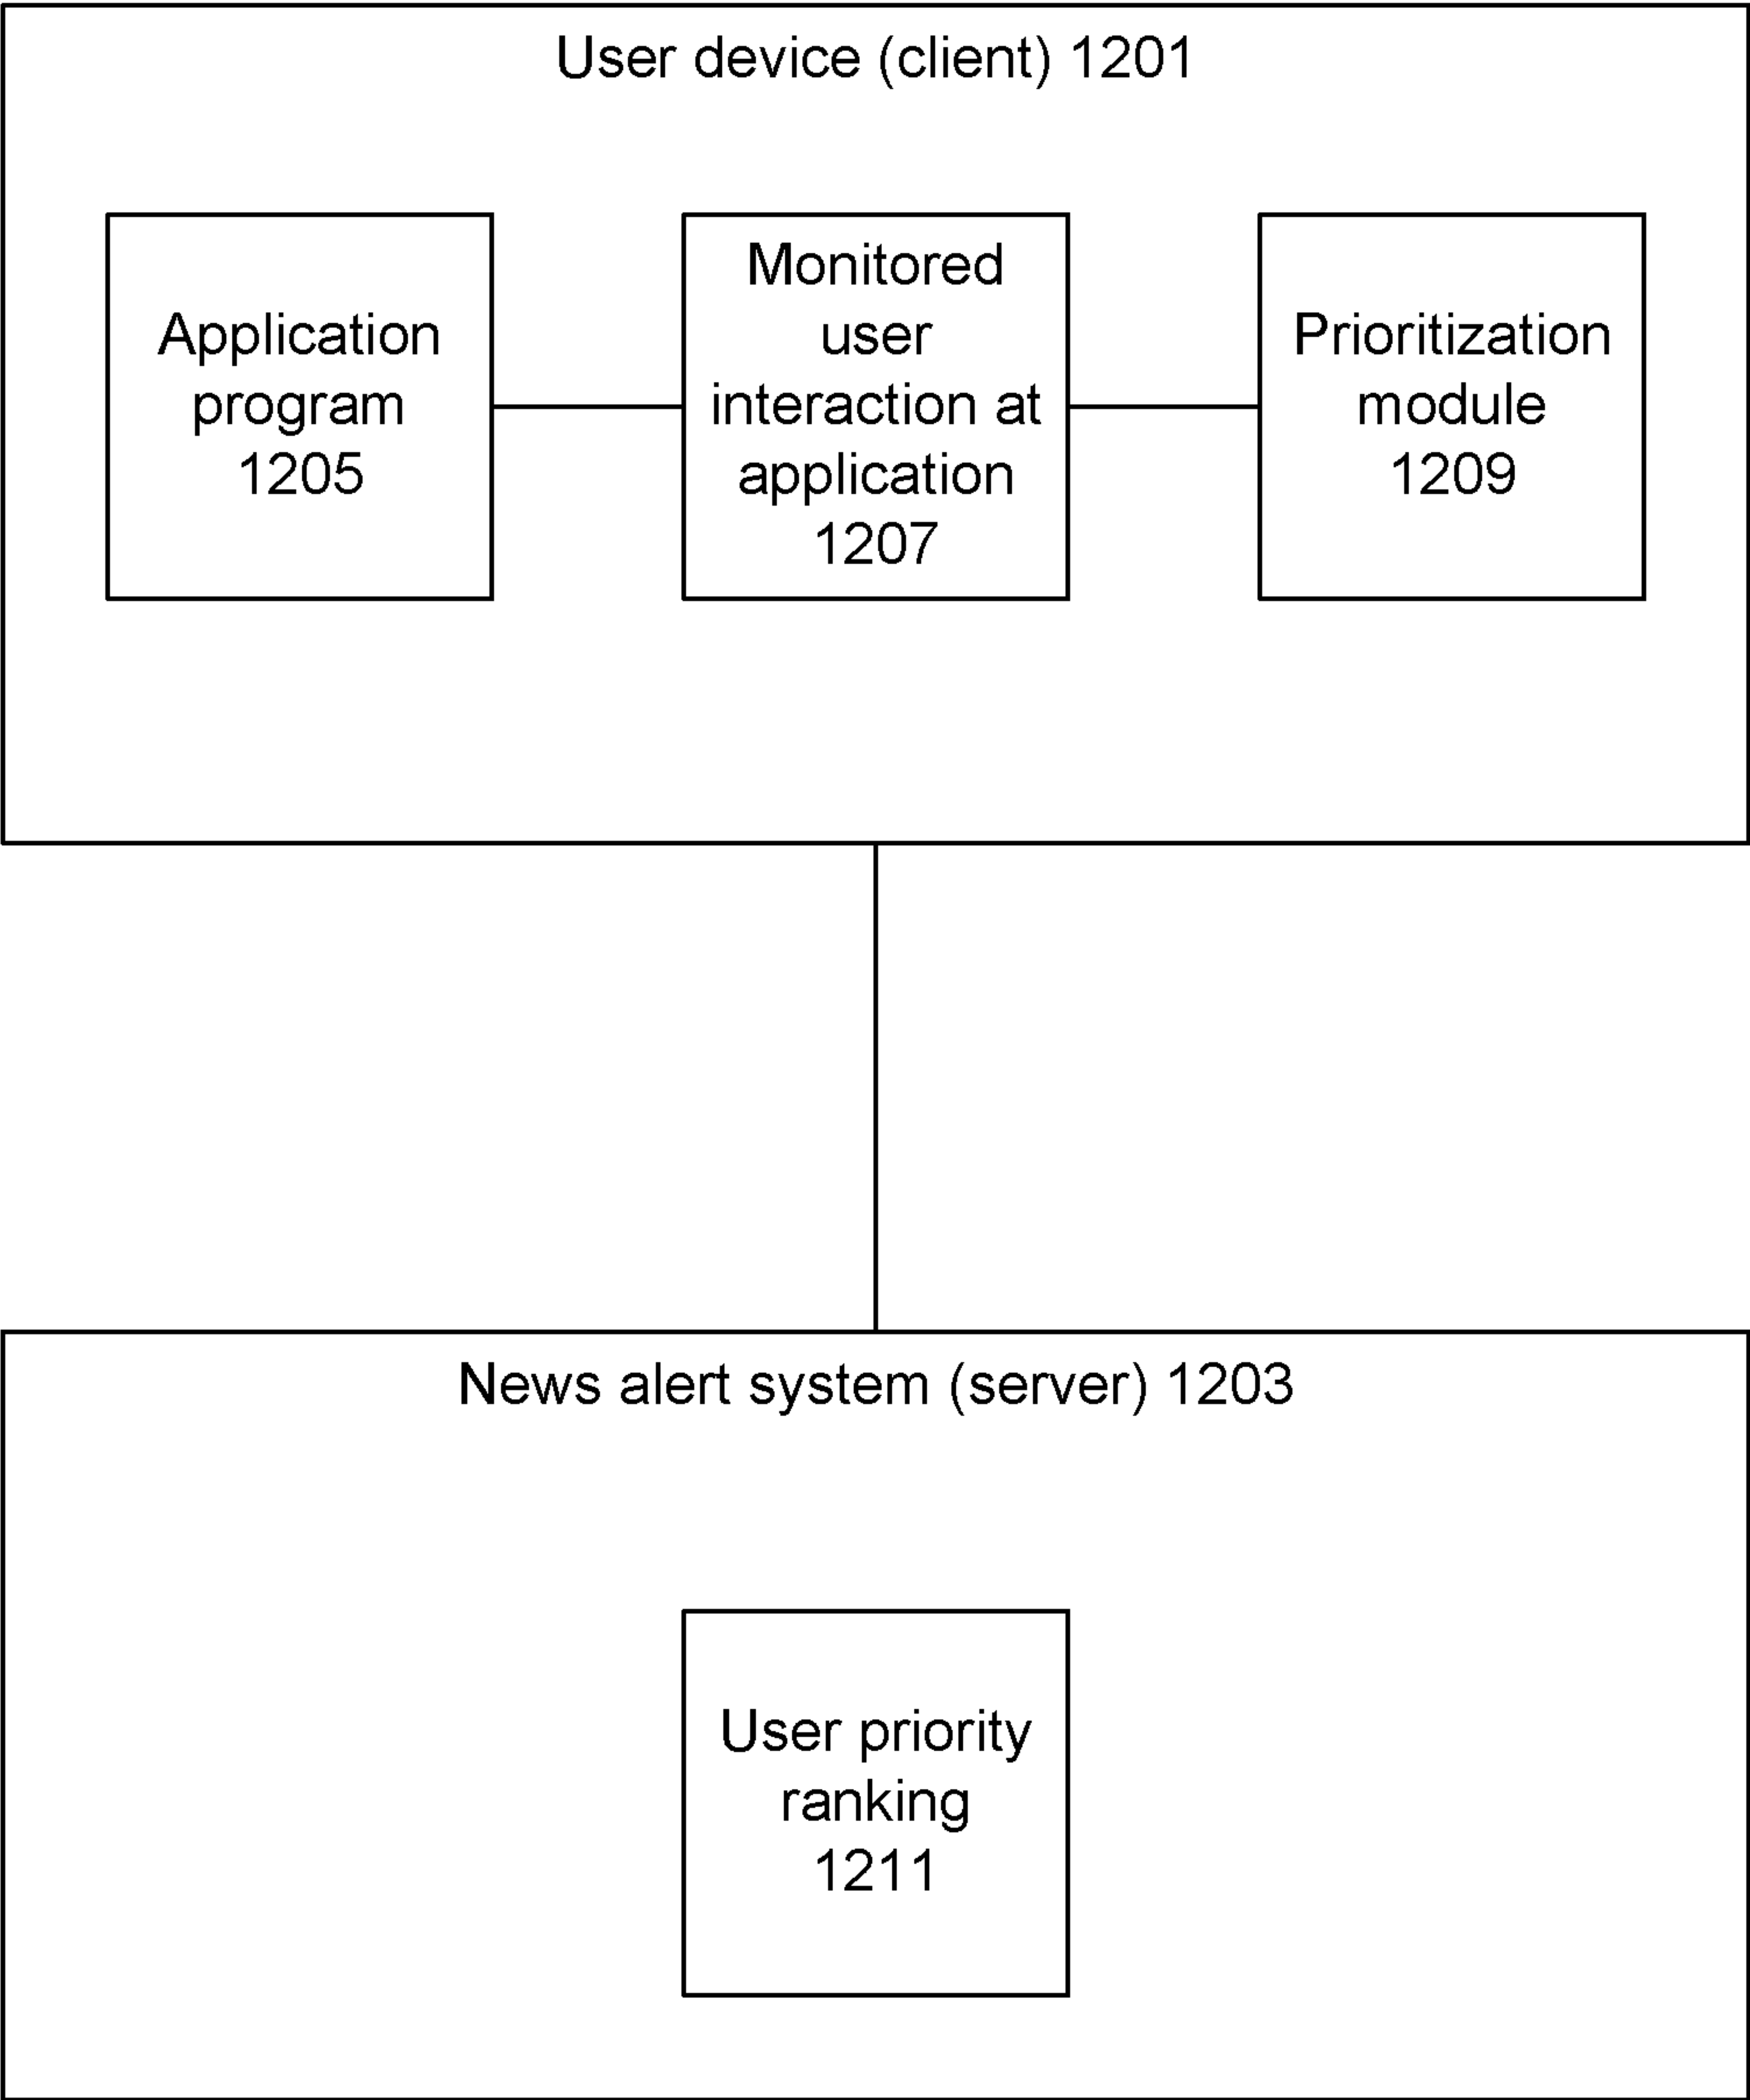 User device (client) 1201
Application
program
1205
Monitored
user
interaction at
application
1207
Prioritization
module
1209
News alert system (server) 1203
User priority
ranking
1211